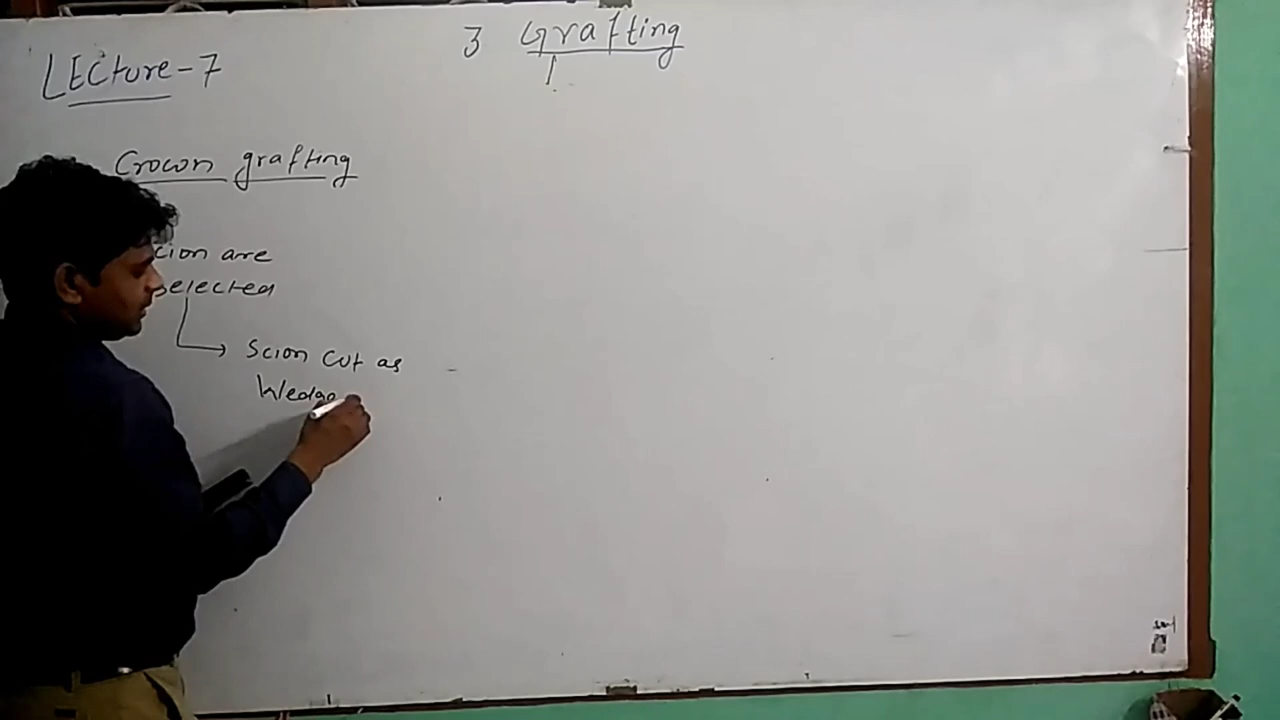 3 Grafting
LECture-7
Crown grafting
cion are
selected
Scion cut as
Wedge